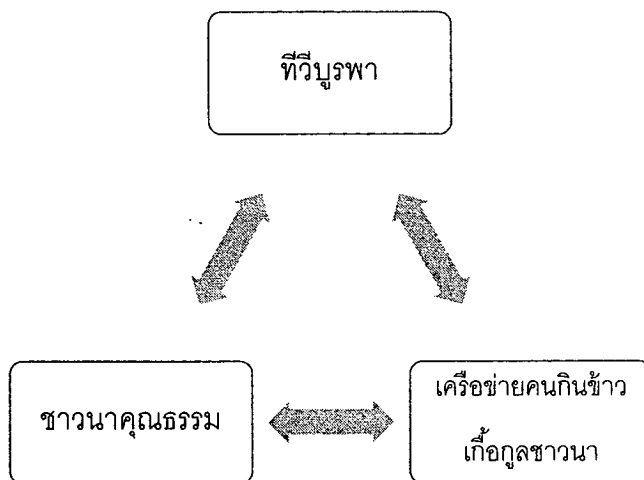 ทีวีบูรพา
ชาวนาคุณธรรม
เครือข่ายคนกินข้าว
เกื้อกูลชาวนา